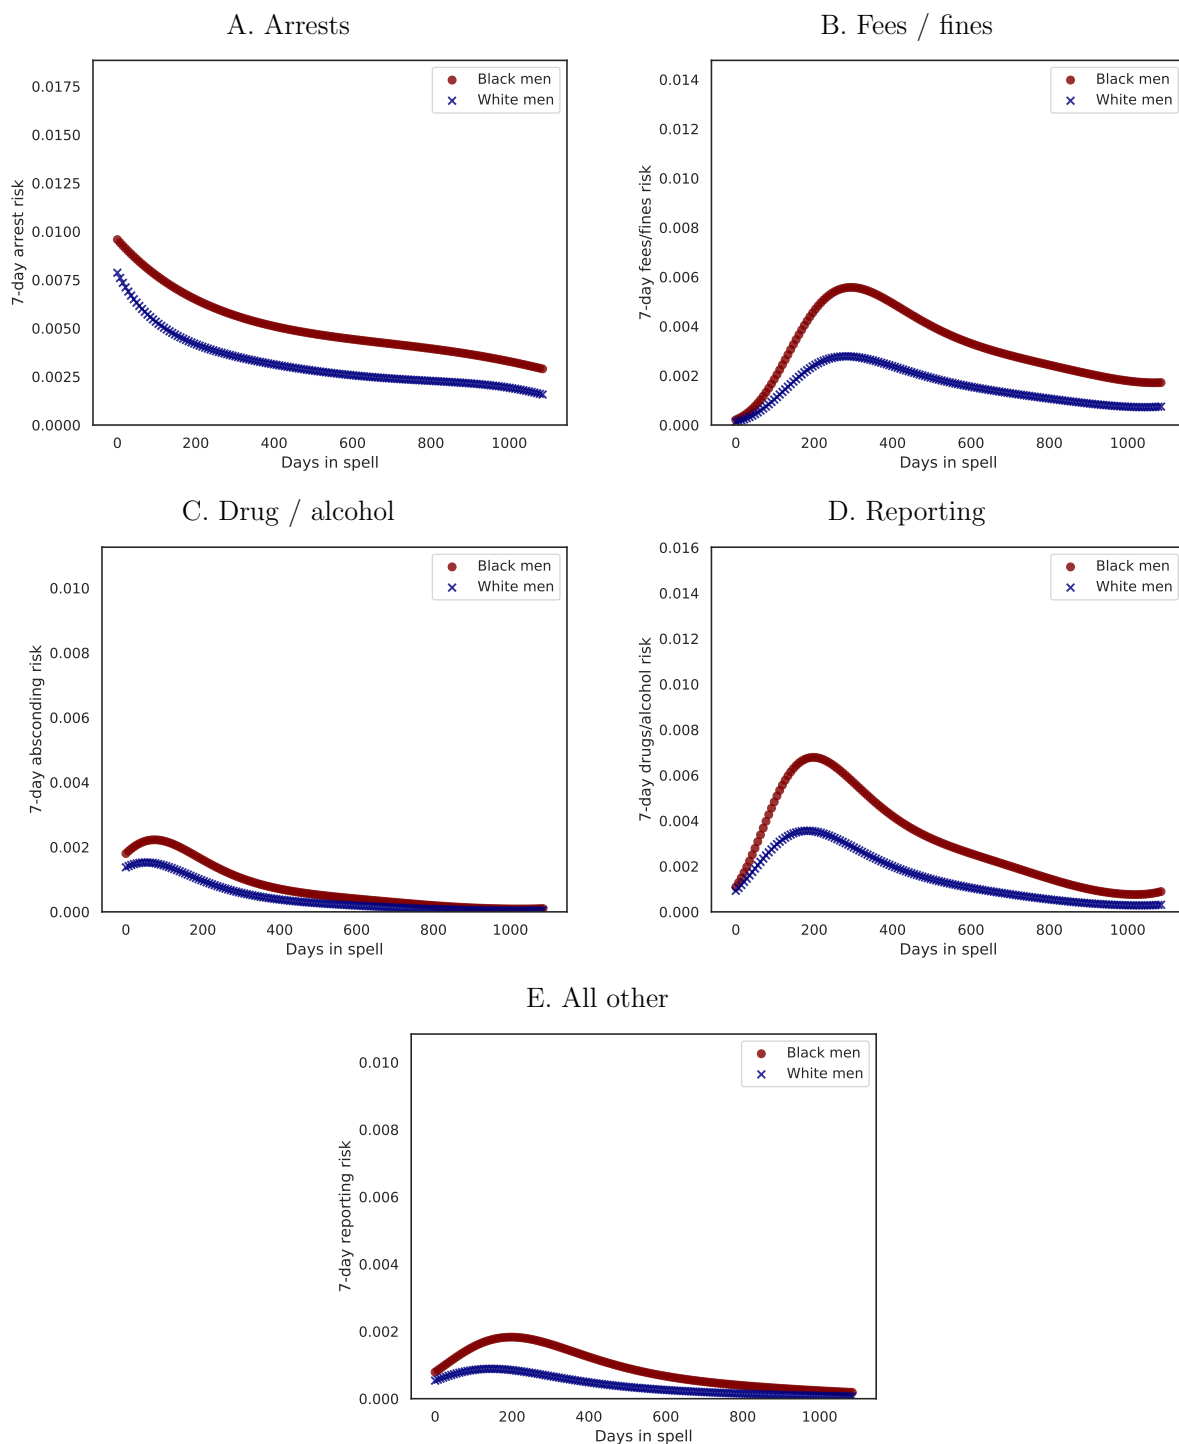 A. Arrests
7-day arrest risk
0.0175
0.0150
0.0125
0.0100
0.0075
0.0050
0.0025
0.0000
0 200 400 600 800 1000
Days in spell
Black men
White men
B. Fees / fines
7-day fees/fines risk
0.014
0.012
0.010
0.008
0.006
0.004
0.002
0.000
0 200 400 600 800 1000
Days in spell
Black men
White men
C. Drug / alcohol
7-day absconding risk
0.010
0.008
0.006
0.004
0.002
0.000
0 200 400 600 800 1000
Days in spell
Black men
White men
D. Reporting
7-day drugs/alcohol risk
0.016
0.014
0.012
0.010
0.008
0.006
0.004
0.002
0.000
0 200 400 600 800 1000
Days in spell
Black men
White men
E. All other
7-day reporting risk
0.010
0.008
0.006
0.004
0.002
0.000
0 200 400 600 800 1000
Days in spell
Black men
White men